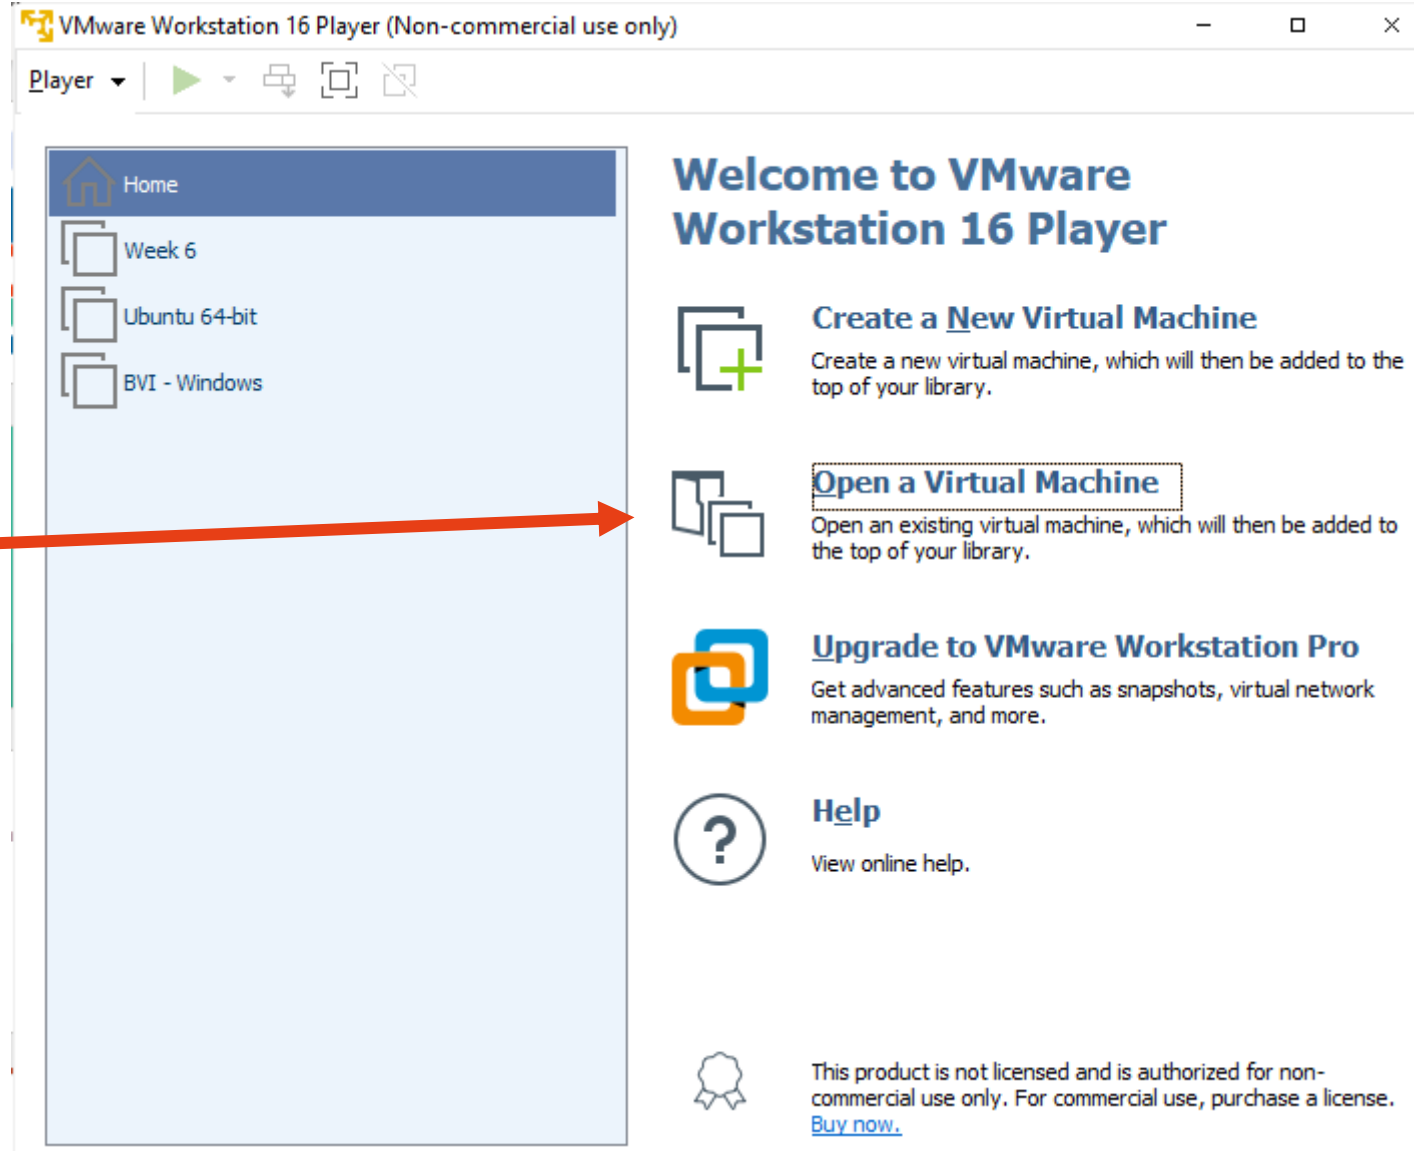 VMware Workstation 16 Player (Non-commercial use only)
Player
Home
Week 6
Ubuntu 64-bit
BVI - Windows
Welcome to VMware
Workstation 16 Player
Create a New Virtual Machine
Create a new virtual machine, which will then be added to the
top of your library.
Open a Virtual Machine
Open an existing virtual machine, which will then be added to
the top of your library.
Upgrade to VMware Workstation Pro
Get advanced features such as snapshots, virtual network
management, and more.
Help
View online help.
This product is not licensed and is authorized for non-
commercial use only. For commercial use, purchase a license.
Buy now.